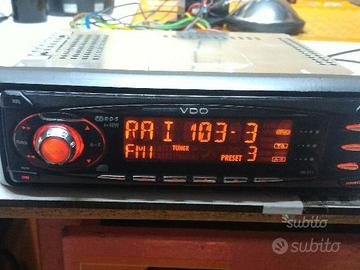 VDO
R·D·S
RAI 103-3
FM1 TUNER PRESET 3
subito
subito